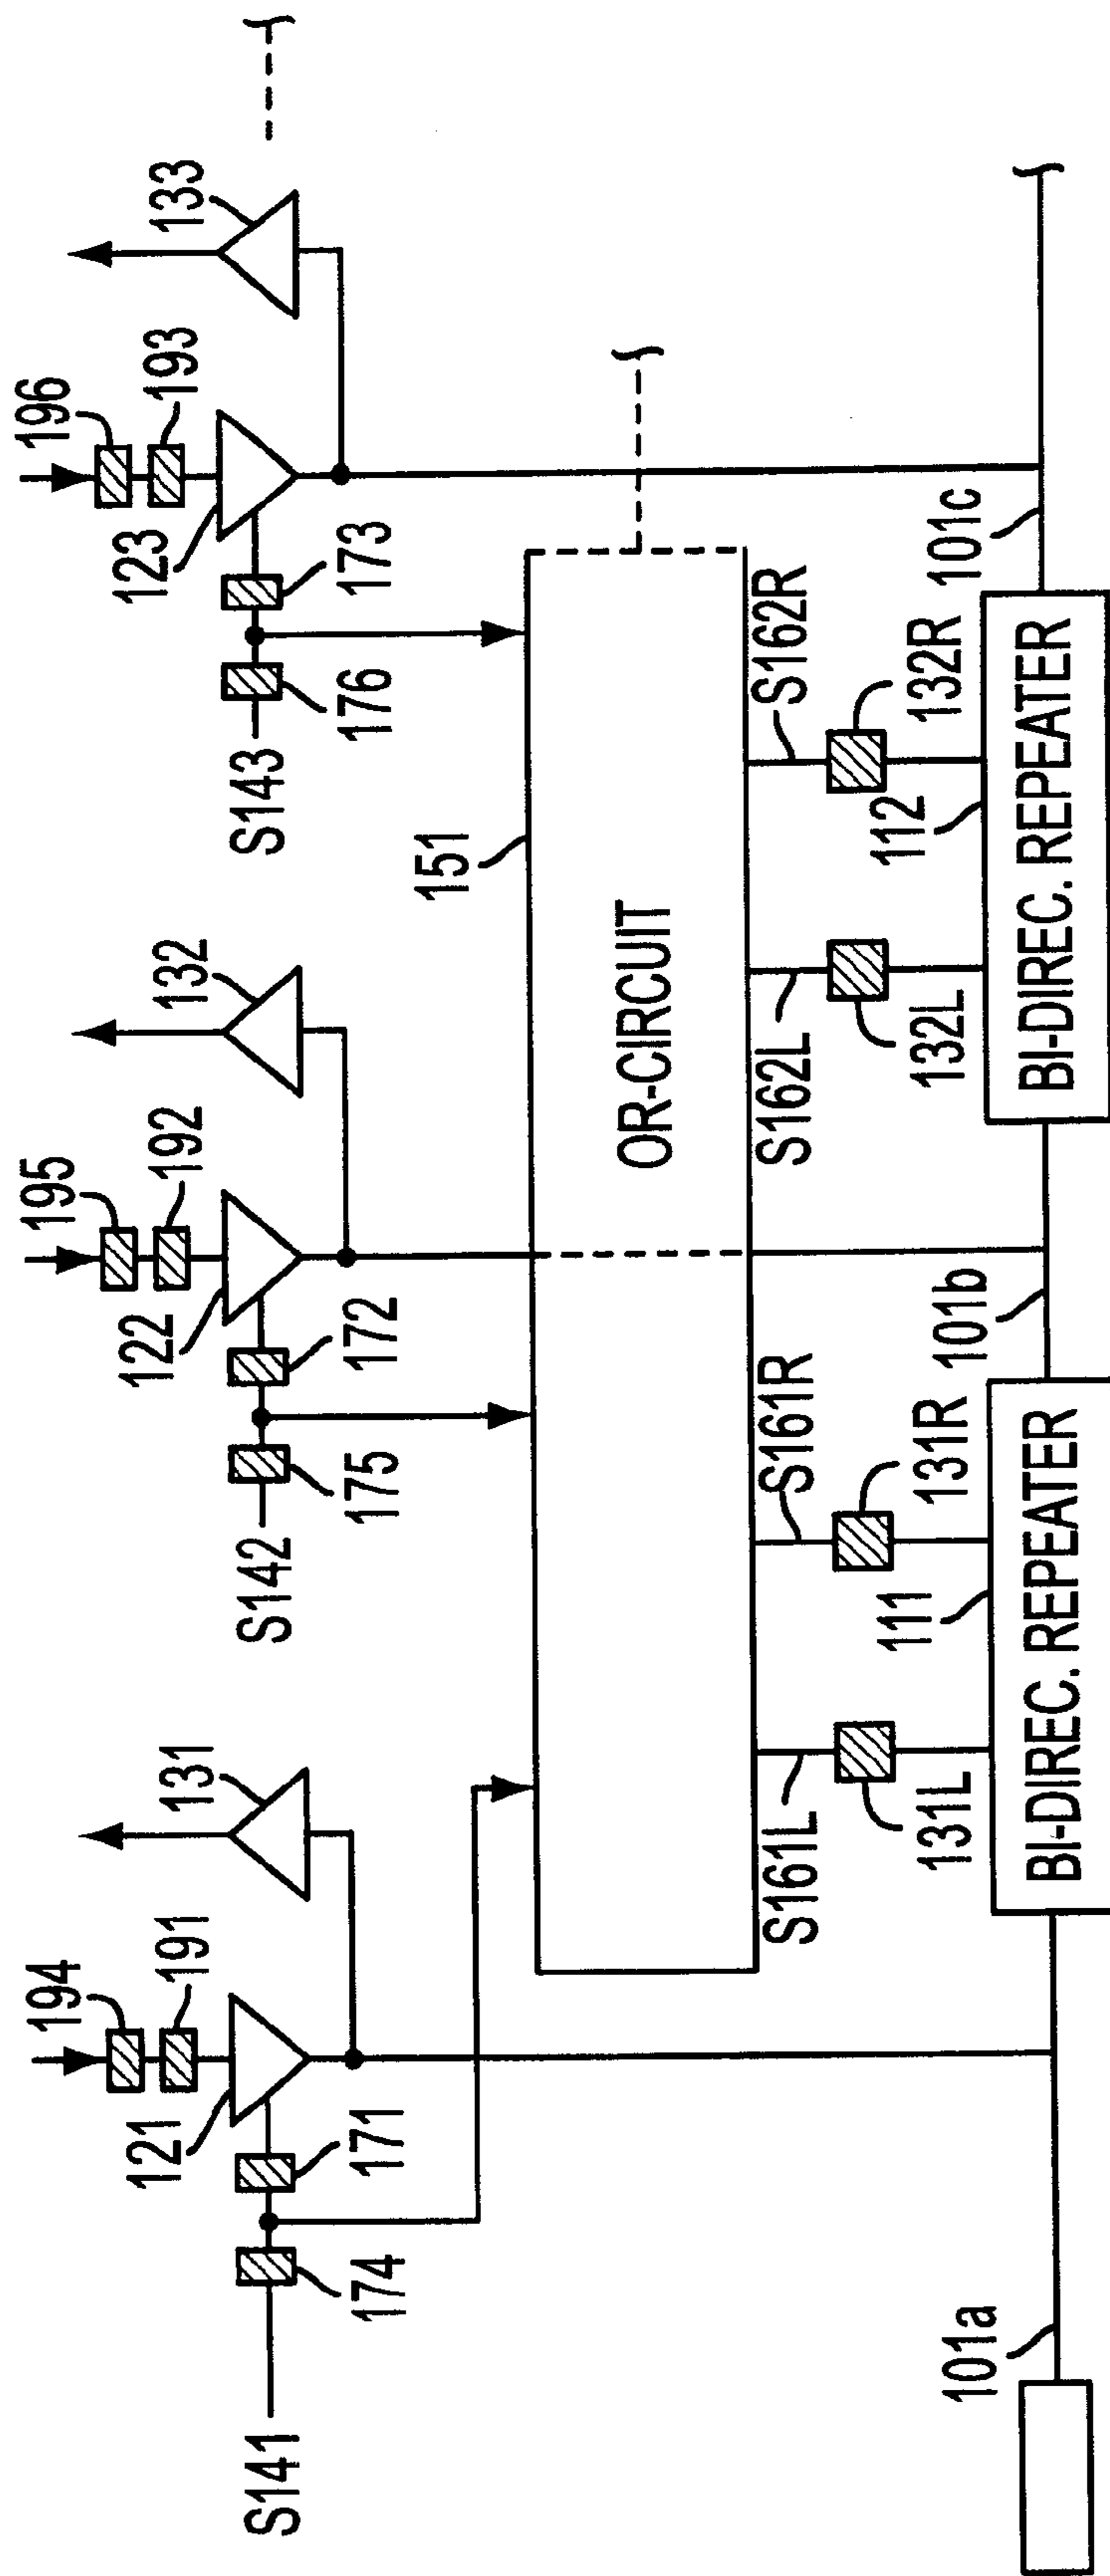 194
191
121
171
174
S141
131
195
192
122
172
175
S142
132
196
193
123
173
176
S143
133
151
OR-CIRCUIT
S161L
S161R
S162L
S162R
131L
131R
132L
132R
111
112
101a
101b
101c
BI-DIREC. REPEATER
BI-DIREC. REPEATER